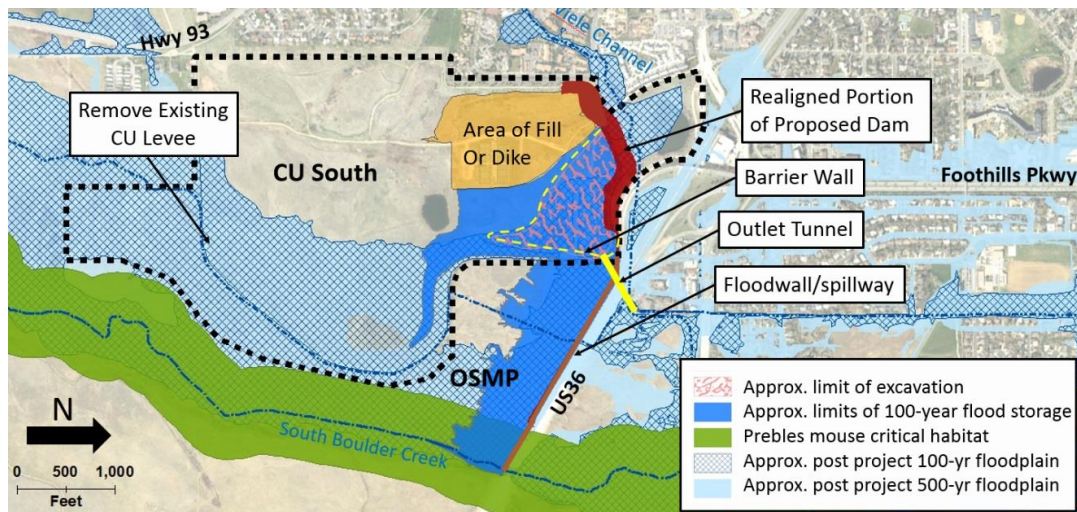 Hwy 93
Viele Channel
Remove Existing
CU Levee
Area of Fill
Or Dike
CU South
Realigned Portion
of Proposed Dam
Barrier Wall
Foothills Pkwy
Outlet Tunnel
Floodwall/spillway
OSMP
US36
South Boulder Creek
N
0 500 1,000
Feet
Approx. limit of excavation
Approx. limits of 100-year flood storage
Prebles mouse critical habitat
Approx. post project 100-yr floodplain
Approx. post project 500-yr floodplain